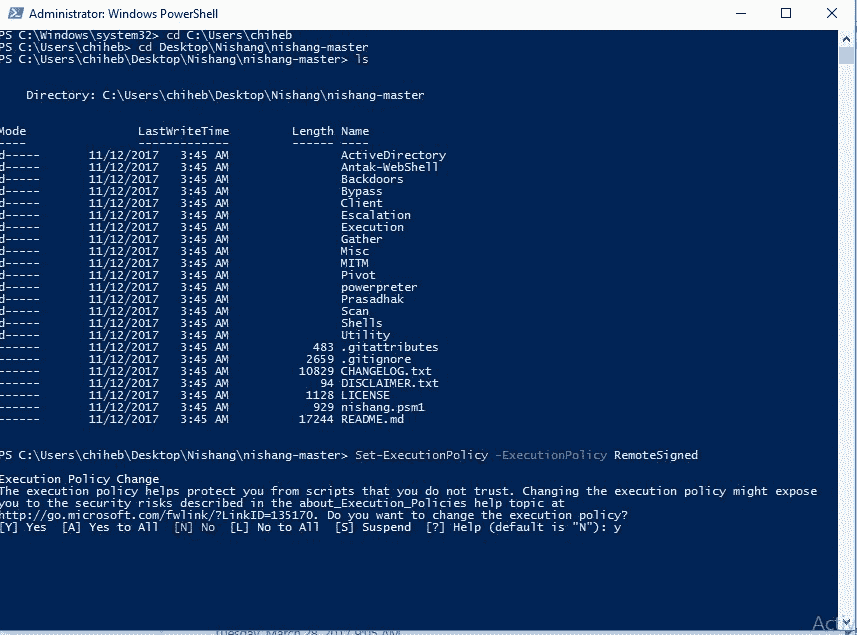 Administrator: Windows PowerShell
PS C:\Windows\system32> cd C:\Users\chiheb
PS C:\Users\chiheb> cd Desktop\Nishang\nishang-master
PS C:\Users\chiheb\Desktop\Nishang\nishang-master> ls
Directory: C:\Users\chiheb\Desktop\Nishang\nishang-master
Mode LastWriteTime Length Name
---- ------------- ------ ----
d----- 11/12/2017 3:45 AM ActiveDirectory
d----- 11/12/2017 3:45 AM Antak-WebShell
d----- 11/12/2017 3:45 AM Backdoors
d----- 11/12/2017 3:45 AM Bypass
d----- 11/12/2017 3:45 AM Client
d----- 11/12/2017 3:45 AM Escalation
d----- 11/12/2017 3:45 AM Execution
d----- 11/12/2017 3:45 AM Gather
d----- 11/12/2017 3:45 AM Misc
d----- 11/12/2017 3:45 AM MITM
d----- 11/12/2017 3:45 AM Pivot
d----- 11/12/2017 3:45 AM powerpreter
d----- 11/12/2017 3:45 AM Prasadhak
d----- 11/12/2017 3:45 AM Scan
d----- 11/12/2017 3:45 AM Shells
d----- 11/12/2017 3:45 AM Utility
------ 11/12/2017 3:45 AM 483 .gitattributes
------ 11/12/2017 3:45 AM 2659 .gitignore
------ 11/12/2017 3:45 AM 10829 CHANGELOG.txt
------ 11/12/2017 3:45 AM 94 DISCLAIMER.txt
------ 11/12/2017 3:45 AM 1128 LICENSE
------ 11/12/2017 3:45 AM 929 nishang.psm1
------ 11/12/2017 3:45 AM 17244 README.md
PS C:\Users\chiheb\Desktop\Nishang\nishang-master> Set-ExecutionPolicy -ExecutionPolicy RemoteSigned
Execution Policy Change
The execution policy helps protect you from scripts that you do not trust. Changing the execution policy might expose
you to the security risks described in the about_Execution_Policies help topic at
http://go.microsoft.com/fwlink/?LinkID=135170. Do you want to change the execution policy?
[Y] Yes [A] Yes to All [N] No [L] No to All [S] Suspend [?] Help (default is "N"): y